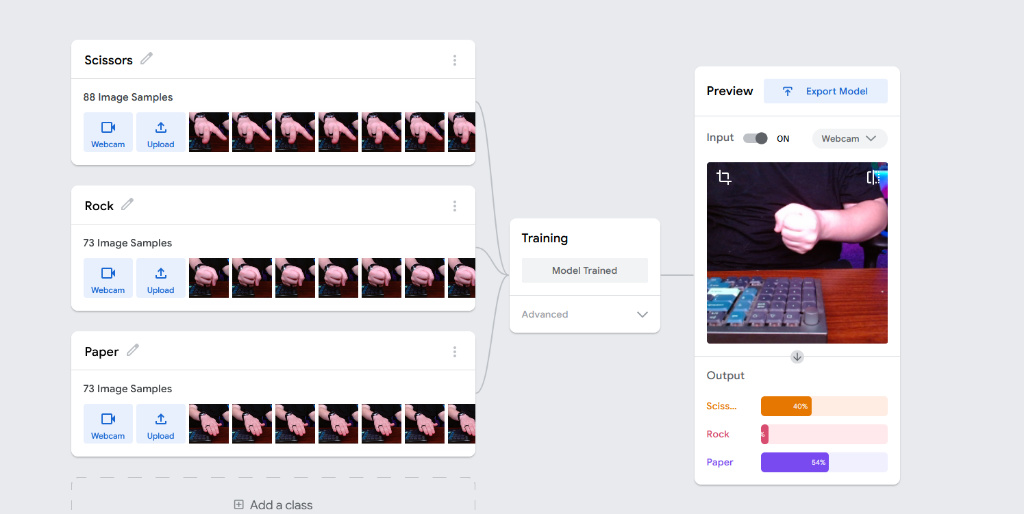 Scissors
88 Image Samples
Webcam
Upload
Rock
73 Image Samples
Webcam
Upload
Paper
73 Image Samples
Webcam
Upload
Add a class
Training
Model Trained
Advanced
Preview
Export Model
Input
ON
Webcam
Output
Sciss...
40%
Rock
%
Paper
54%